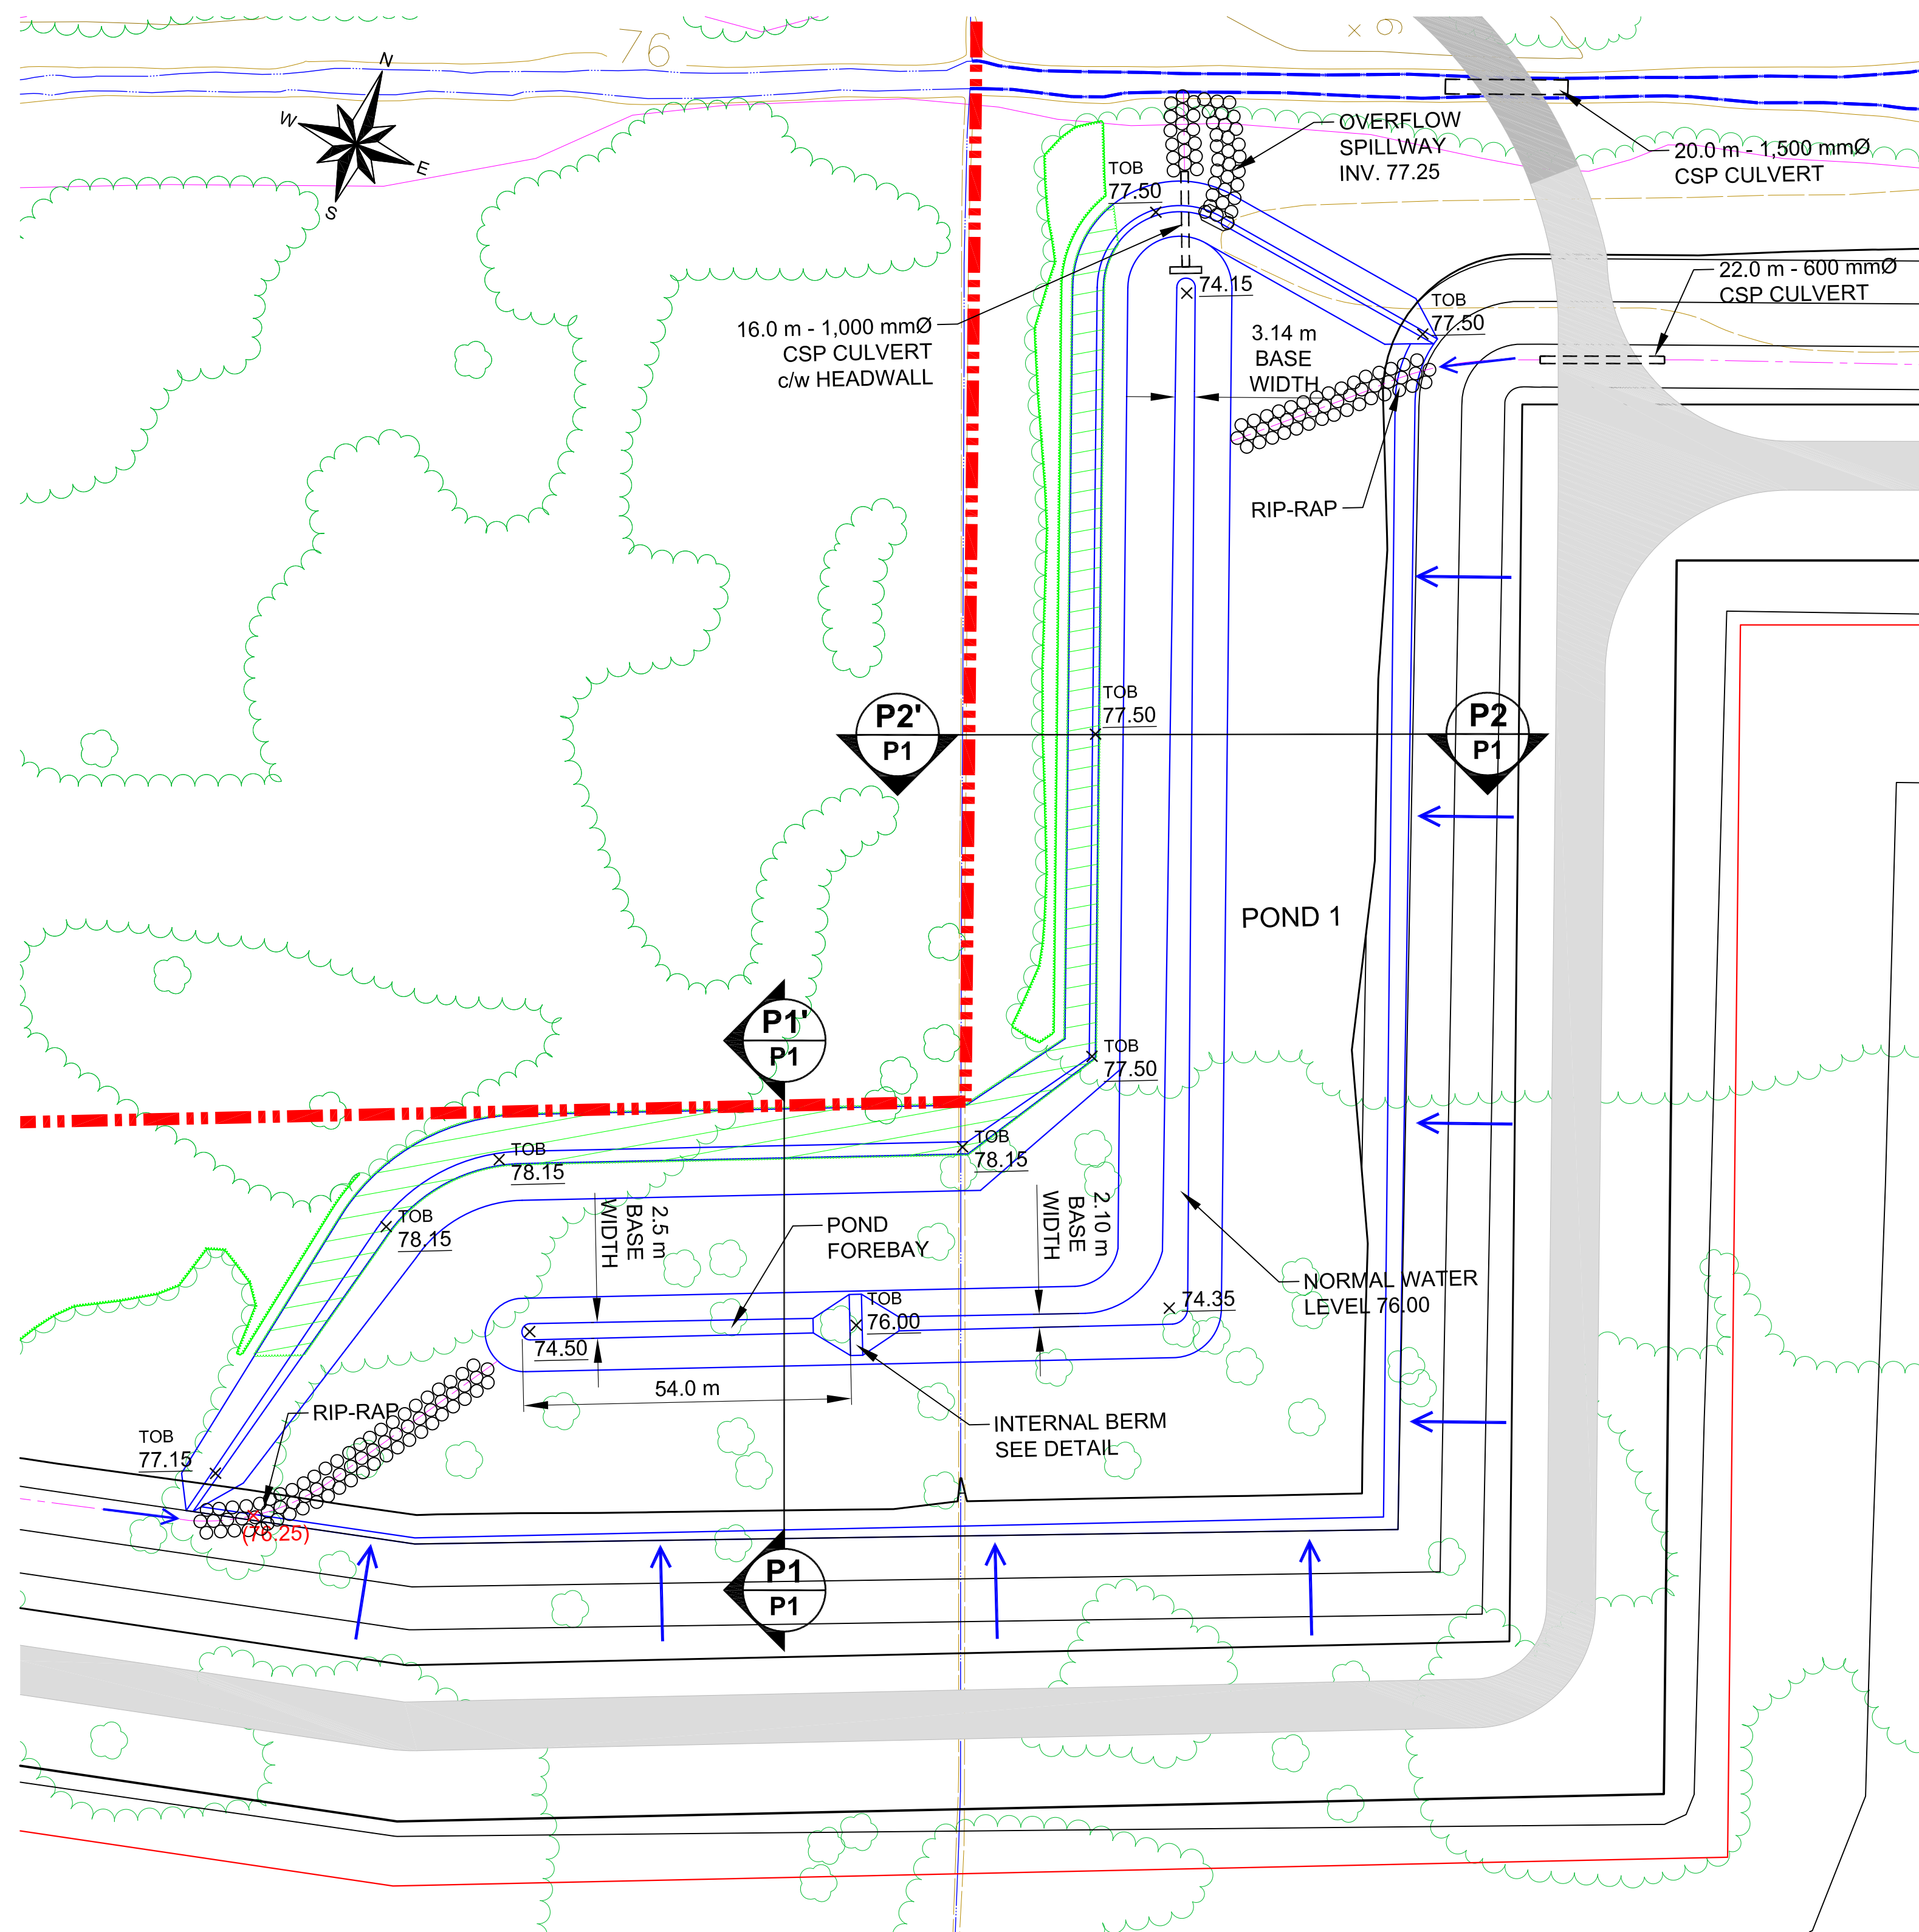 76
N
W
E
S
OVERFLOW
SPILLWAY
INV. 77.25
20.0 m - 1,500 mmØ
CSP CULVERT
TOB
77.50
22.0 m - 600 mmØ
CSP CULVERT
74.15
TOB
77.50
16.0 m - 1,000 mmØ
CSP CULVERT
c/w HEADWALL
3.14 m
BASE
WIDTH
RIP-RAP
TOB
77.50
P2'
P1
P2
P1
POND 1
P1'
P1
TOB
77.50
TOB
78.15
TOB
78.15
TOB
78.15
2.5 m
BASE
WIDTH
POND
FOREBAY
2.10 m
BASE
WIDTH
NORMAL WATER
LEVEL 76.00
TOB
76.00
74.35
74.50
54.0 m
RIP-RAP
INTERNAL BERM
SEE DETAIL
TOB
77.15
(76.25)
P1
P1